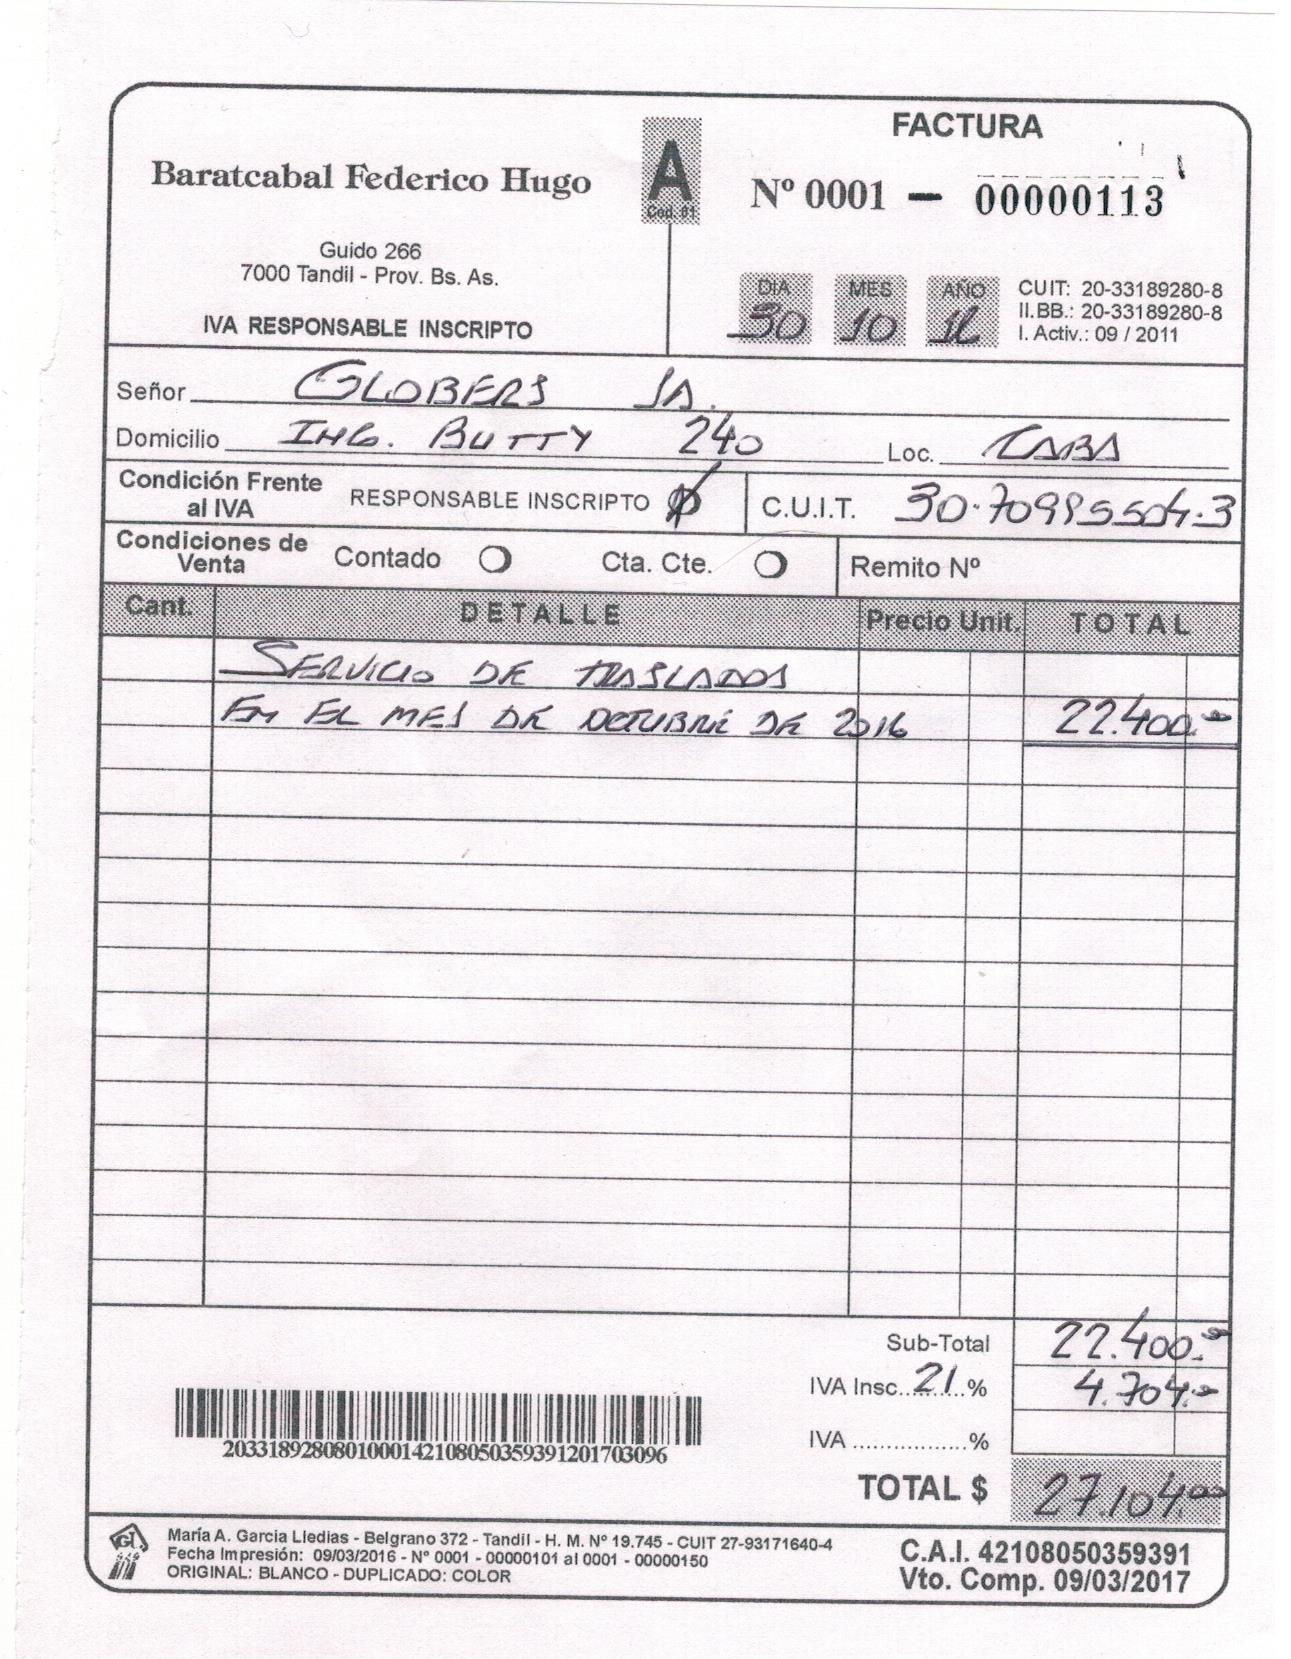 FACTURA
Baratcabal Federico Hugo
A
Cod. 01
Nº 0001 - 00000113
Guido 266
7000 Tandil - Prov. Bs. As.
IVA RESPONSABLE INSCRIPTO
DIA MES AÑO
30 10 16
CUIT: 20-33189280-8
II.BB.: 20-33189280-8
I. Activ.: 09 / 2011
Señor GLOBERS SA.
Domicilio ING. BUTTY 240 Loc. CABA
Condición Frente al IVA RESPONSABLE INSCRIPTO C.U.I.T. 30-70985504-3
Condiciones de Venta Contado Cta. Cte. Remito Nº
Cant. DETALLE Precio Unit. TOTAL
SERVICIO DE TRASLADOS
EN EL MES DE OCTUBRE DE 2016 22.400.-
Sub-Total 22.400.-
IVA Insc..21..% 4.704.-
IVA ................%
TOTAL $ 27.104.00
20331892808010001421080503593912017030​96
María A. Garcia Lledias - Belgrano 372 - Tandil - H. M. Nº 19.745 - CUIT 27-93171640-4
Fecha Impresión: 09/03/2016 - Nº 0001 - 00000101 al 0001 - 00000150
ORIGINAL: BLANCO - DUPLICADO: COLOR
C.A.I. 42108050359391
Vto. Comp. 09/03/2017